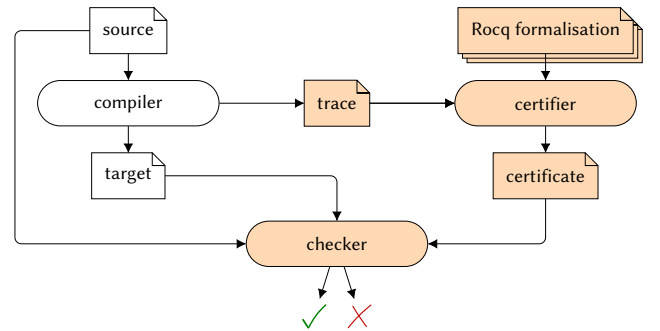 source
Rocq formalisation
compiler
trace
certifier
target
certificate
checker